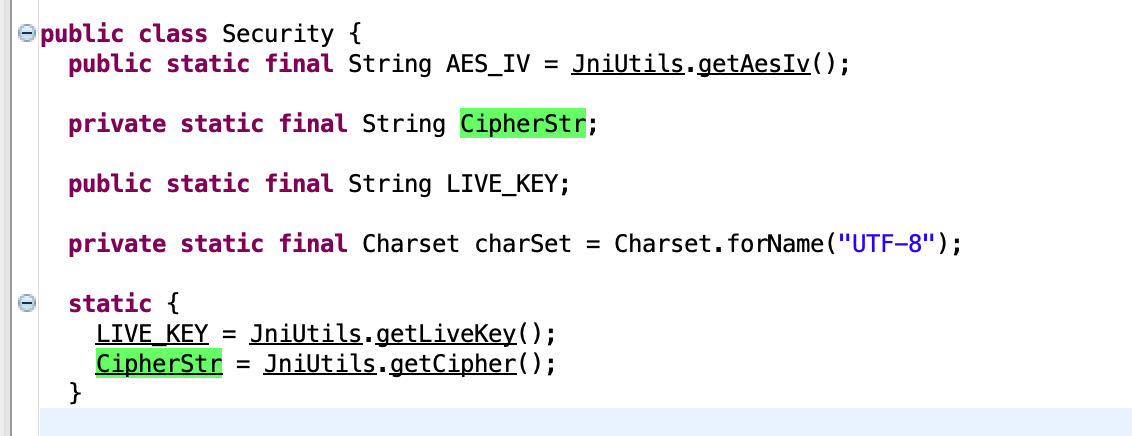 public class Security {
public static final String AES_IV = JniUtils.getAesIv();
private static final String CipherStr;
public static final String LIVE_KEY;
private static final Charset charSet = Charset.forName("UTF-8");
static {
LIVE_KEY = JniUtils.getLiveKey();
CipherStr = JniUtils.getCipher();
}